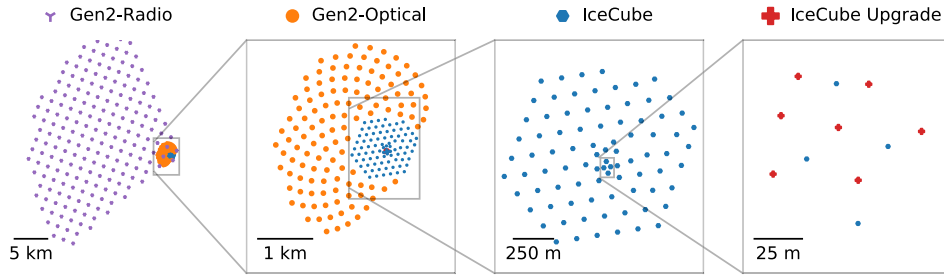 Gen2-Radio
Gen2-Optical
IceCube
IceCube Upgrade
5 km
1 km
250 m
25 m